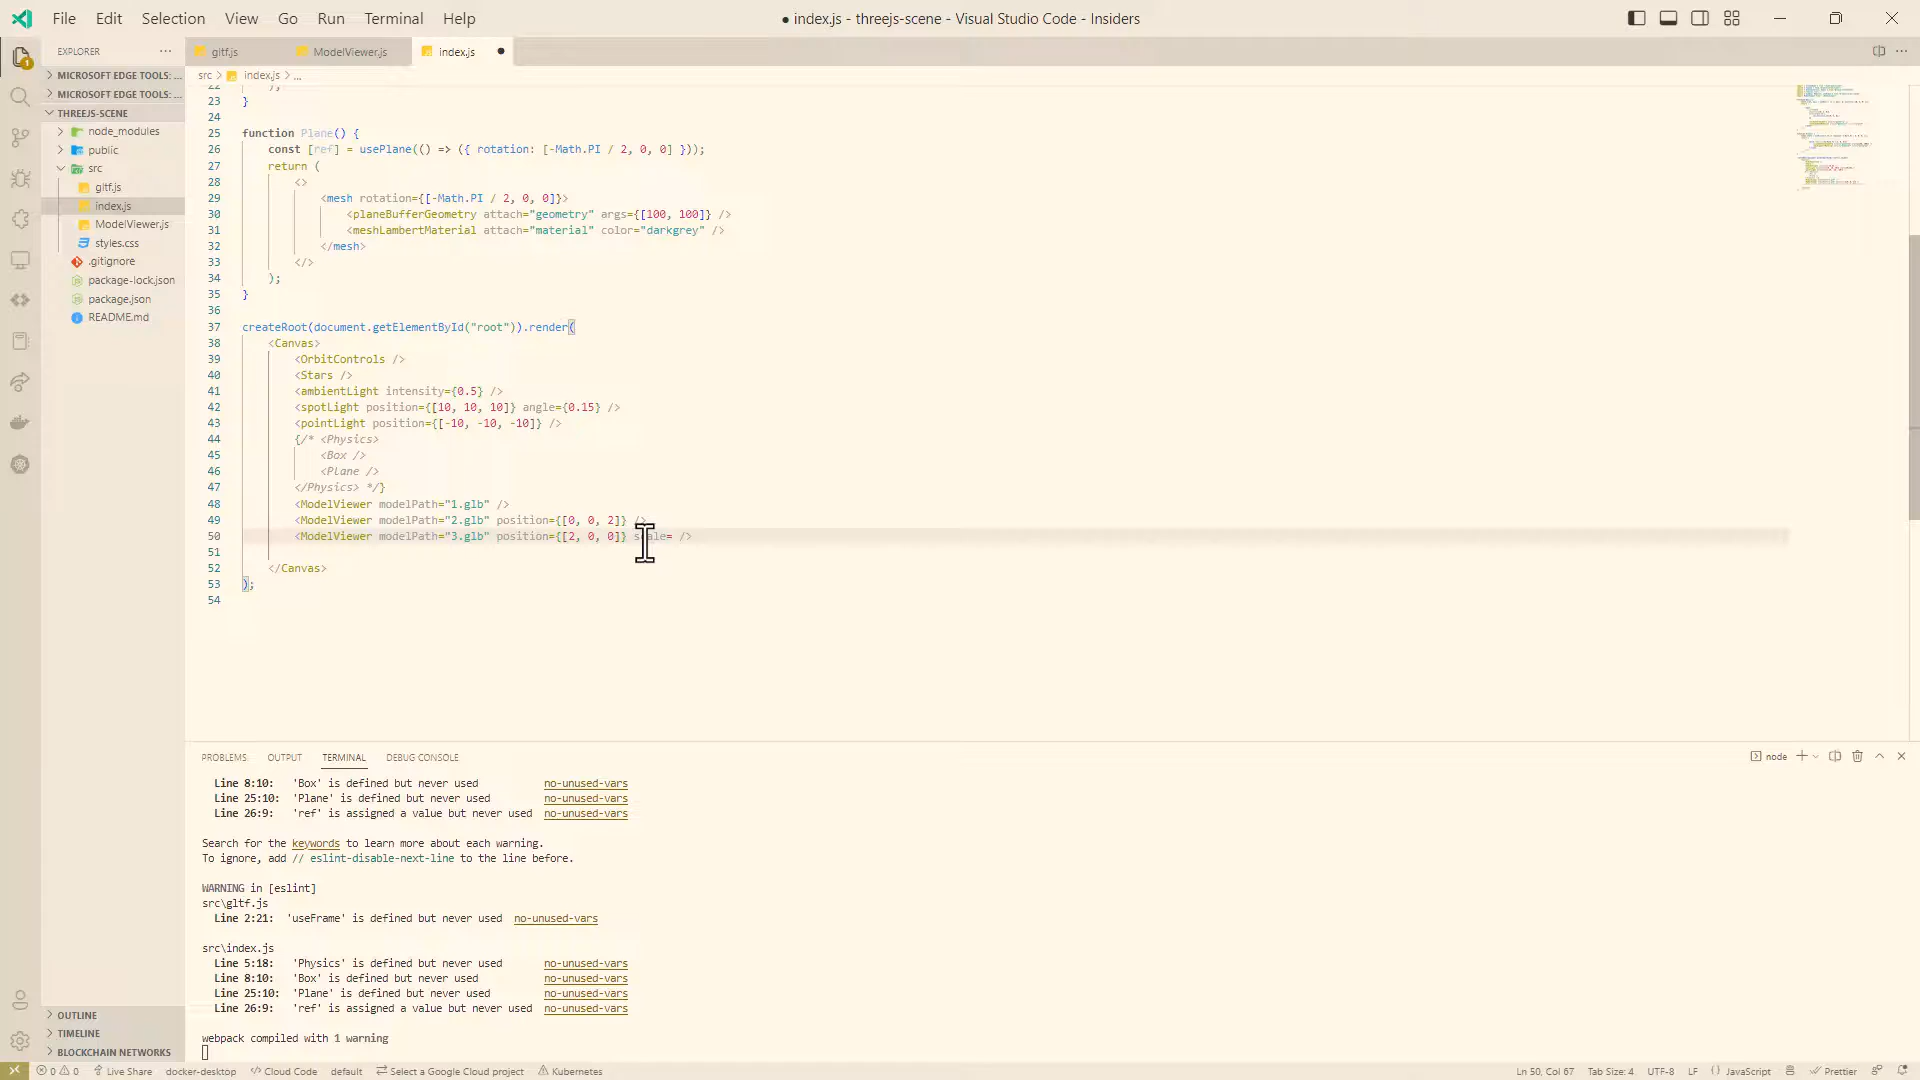 File Edit Selection View Go Run Terminal Help
● index.js - threejs-scene - Visual Studio Code - Insiders
EXPLORER
MICROSOFT EDGE TOOLS: ...
MICROSOFT EDGE TOOLS: ...
THREEJS-SCENE
node_modules
public
src
gltf.js
index.js
ModelViewer.js
styles.css
.gitignore
package-lock.json
package.json
README.md
OUTLINE
TIMELINE
BLOCKCHAIN NETWORKS
gltf.js ModelViewer.js index.js
src > index.js > ...
22 );
23 }
24
25 function Plane() {
26 const [ref] = usePlane(() => ({ rotation: [-Math.PI / 2, 0, 0] }));
27 return (
28 <>
29 <mesh rotation={[-Math.PI / 2, 0, 0]}>
30 <planeBufferGeometry attach="geometry" args={[100, 100]} />
31 <meshLambertMaterial attach="material" color="darkgrey" />
32 </mesh>
33 </>
34 );
35 }
36
37 createRoot(document.getElementById("root")).render(
38 <Canvas>
39 <OrbitControls />
40 <Stars />
41 <ambientLight intensity={0.5} />
42 <spotLight position={[10, 10, 10]} angle={0.15} />
43 <pointLight position={[-10, -10, -10]} />
44 {/* <Physics>
45 <Box />
46 <Plane />
47 </Physics> */}
48 <ModelViewer modelPath="1.glb" />
49 <ModelViewer modelPath="2.glb" position={[0, 0, 2]} />
50 <ModelViewer modelPath="3.glb" position={[2, 0, 0]} scale= />
51
52 </Canvas>
53 );
54
PROBLEMS OUTPUT TERMINAL DEBUG CONSOLE
node
Line 8:10: 'Box' is defined but never used no-unused-vars
Line 25:10: 'Plane' is defined but never used no-unused-vars
Line 26:9: 'ref' is assigned a value but never used no-unused-vars
Search for the keywords to learn more about each warning.
To ignore, add // eslint-disable-next-line to the line before.
WARNING in [eslint]
src\gltf.js
Line 2:21: 'useFrame' is defined but never used no-unused-vars
src\index.js
Line 5:18: 'Physics' is defined but never used no-unused-vars
Line 8:10: 'Box' is defined but never used no-unused-vars
Line 25:10: 'Plane' is defined but never used no-unused-vars
Line 26:9: 'ref' is assigned a value but never used no-unused-vars
webpack compiled with 1 warning
0 0 Live Share docker-desktop Cloud Code default Select a Google Cloud project Kubernetes
Ln 50, Col 67 Tab Size: 4 UTF-8 LF JavaScript Prettier